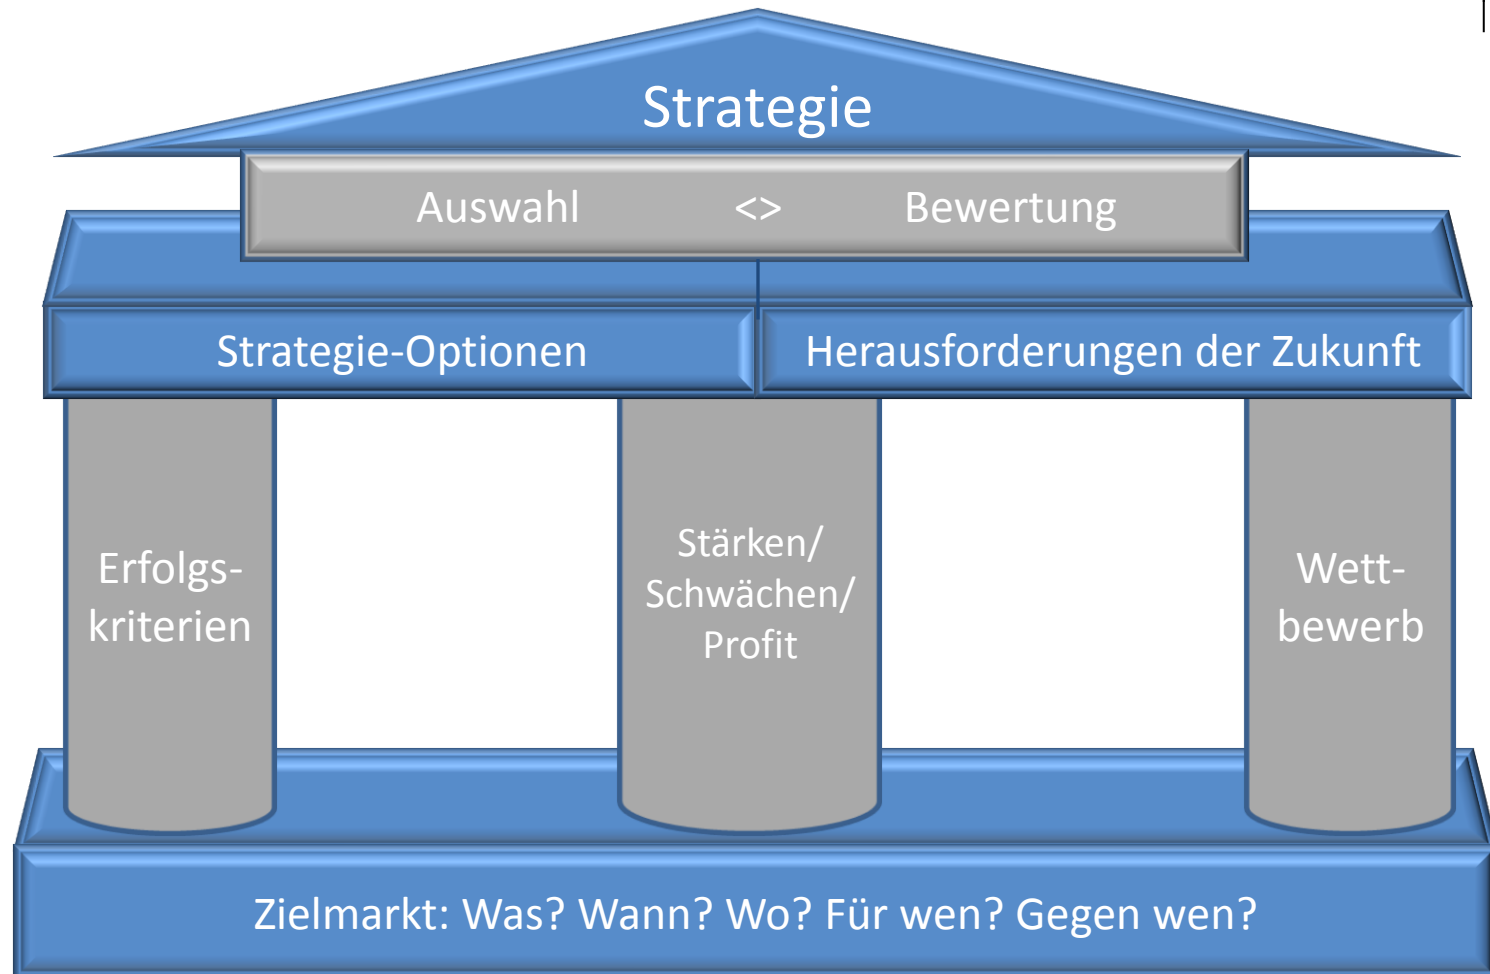 Strategie
Auswahl <> Bewertung
Strategie-Optionen
Herausforderungen der Zukunft
Erfolgs-
kriterien
Stärken/
Schwächen/
Profit
Wett-
bewerb
Zielmarkt: Was? Wann? Wo? Für wen? Gegen wen?